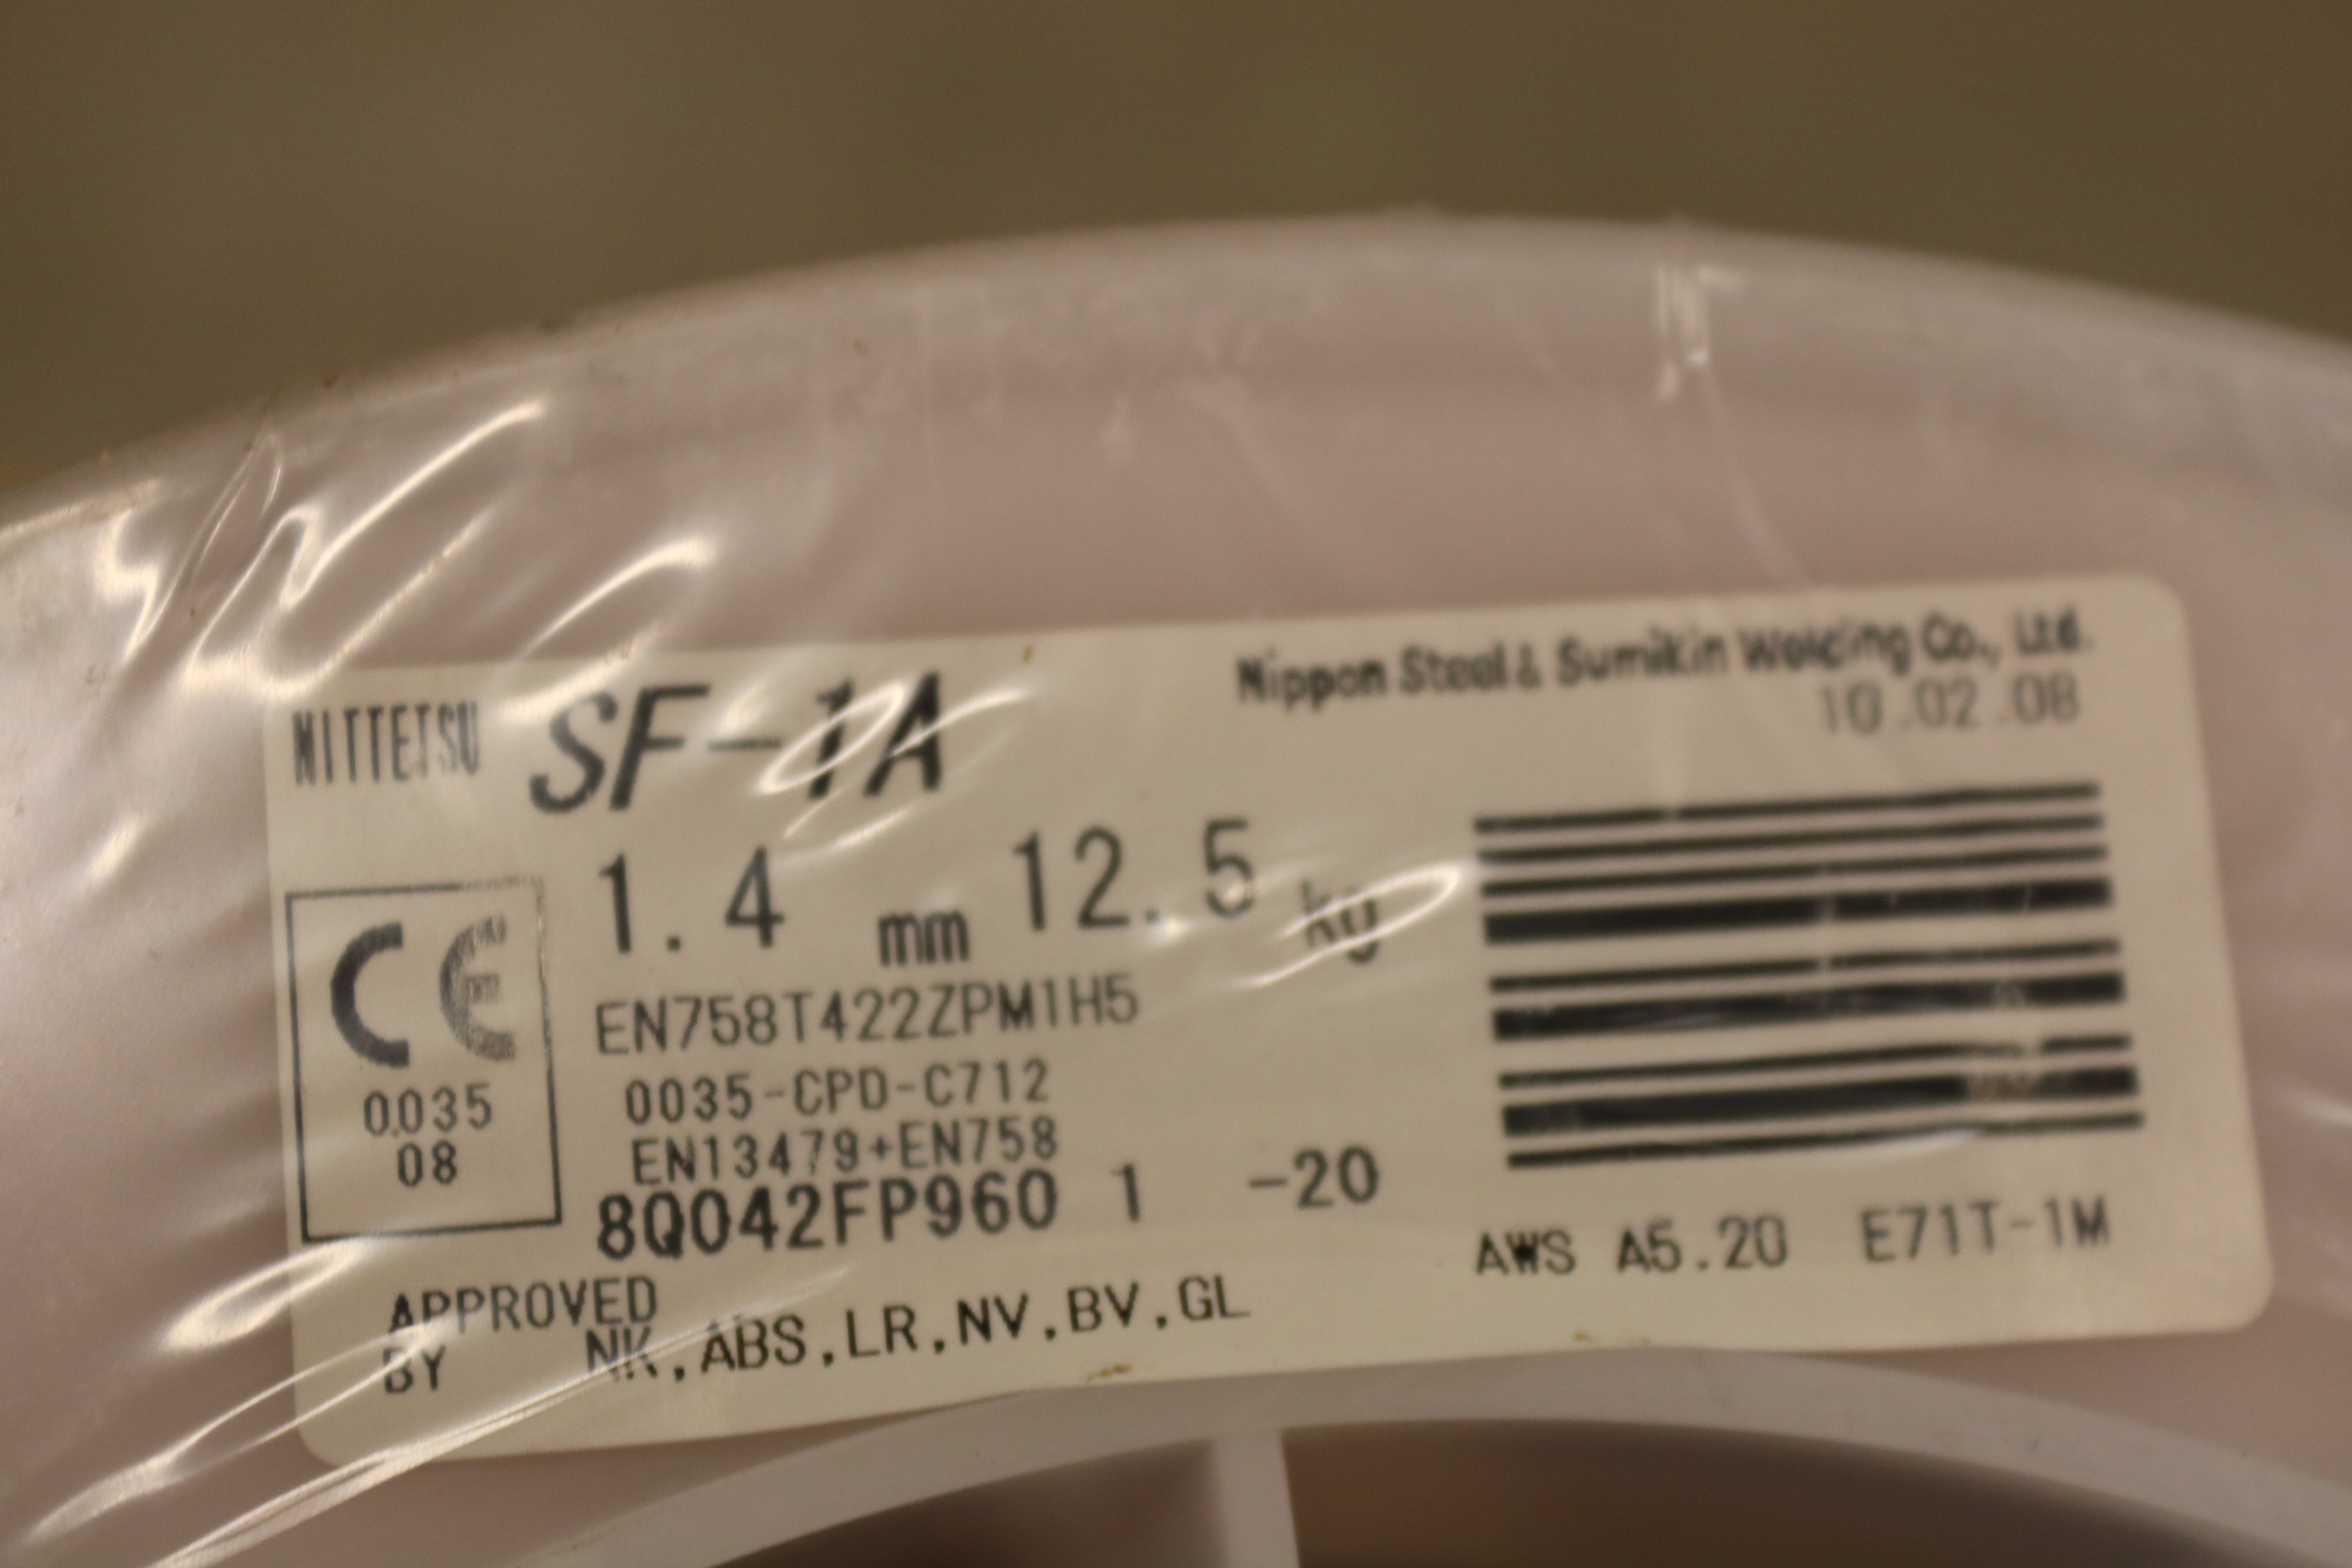 Nippon Steel & Sumikin Welding Co., Ltd.
NITTETSU SF-1A 10.02.08
1.4 mm 12.5 kg
CE
0035
08
EN758T422ZPM1H5
0035-CPD-C712
EN13479+EN758
8Q042FP960 1 -20
AWS A5.20 E71T-1M
APPROVED
BY NK,ABS,LR,NV,BV,GL